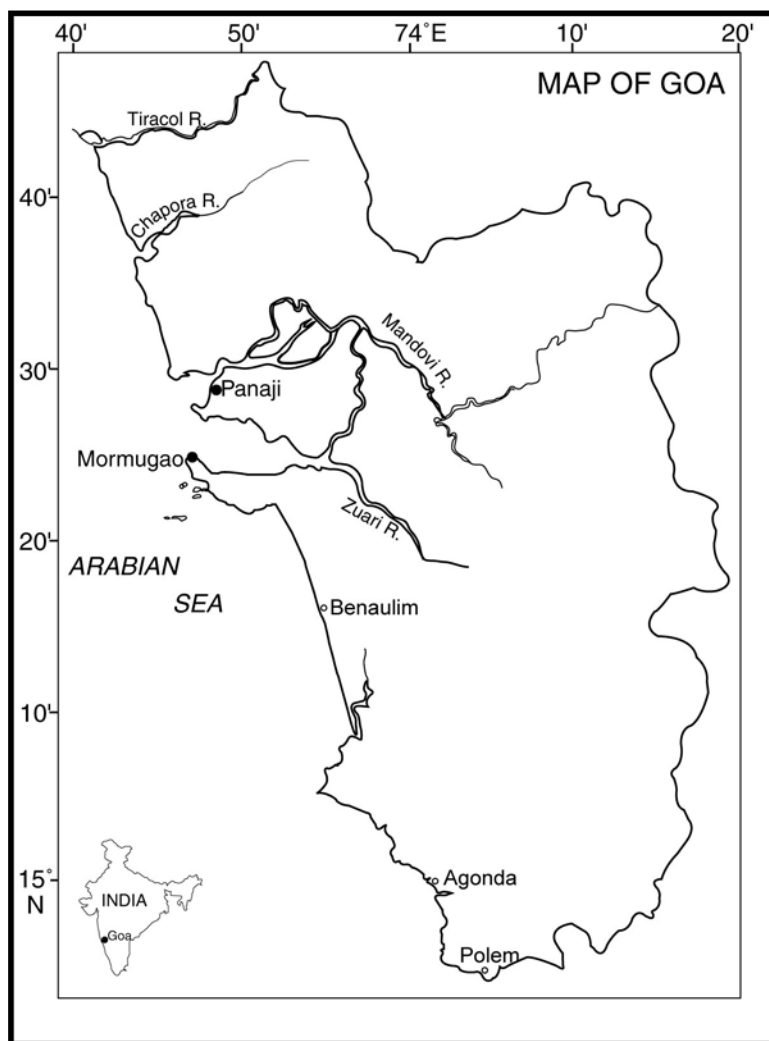 40' 50' 74°E 10' 20'
MAP OF GOA
Tiracol R.
40'
Chapora R.
Mandovi R.
30'
Panaji
Mormugao
Zuari R.
20'
ARABIAN
SEA
Benaulim
10'
15°
N
Agonda
INDIA
Goa
Polem